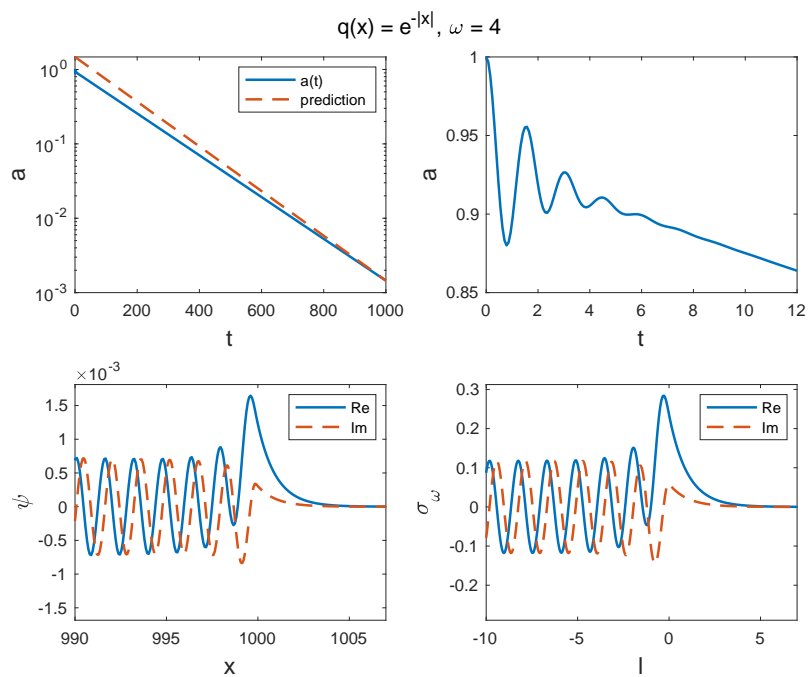 q(x) = e^-|x|, ω = 4
10^0
10^-1
10^-2
10^-3
a
0 200 400 600 800 1000
t
a(t)
prediction
1
0.95
0.9
0.85
a
0 2 4 6 8 10 12
t
×10^-3
1.5
1
0.5
0
-0.5
-1
-1.5
ψ
990 995 1000 1005
x
Re
Im
0.3
0.2
0.1
0
-0.1
-0.2
σ_ω
-10 -5 0 5
l
Re
Im